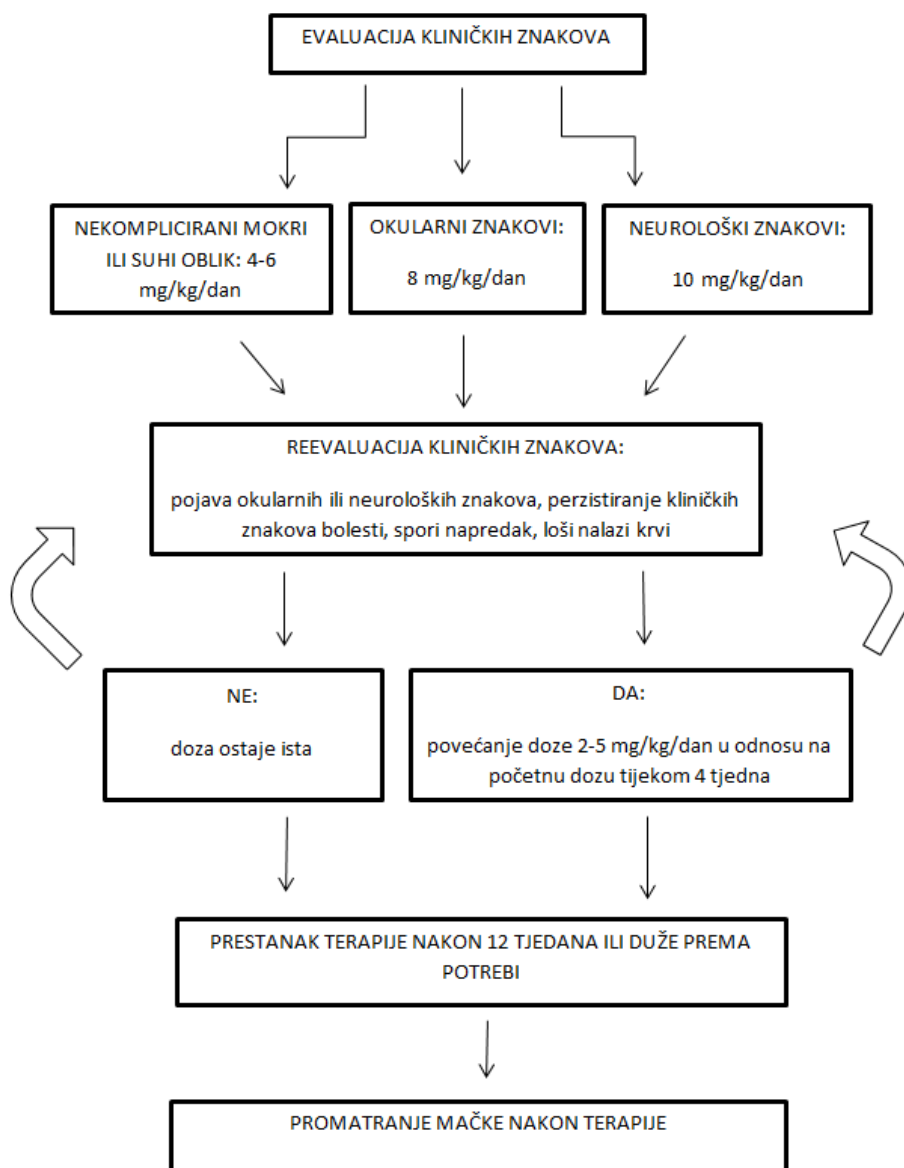 EVALUACIJA KLINIČKIH ZNAKOVA
NEKOMPLICIRANI MOKRI
ILI SUHI OBLIK: 4-6
mg/kg/dan
OKULARNI ZNAKOVI:
8 mg/kg/dan
NEUROLOŠKI ZNAKOVI:
10 mg/kg/dan
REEVALUACIJA KLINIČKIH ZNAKOVA:
pojava okularnih ili neuroloških znakova, perzistiranje kliničkih
znakova bolesti, spori napredak, loši nalazi krvi
NE:
doza ostaje ista
DA:
povećanje doze 2-5 mg/kg/dan u odnosu na
početnu dozu tijekom 4 tjedna
PRESTANAK TERAPIJE NAKON 12 TJEDANA ILI DUŽE PREMA
POTREBI
PROMATRANJE MAČKE NAKON TERAPIJE